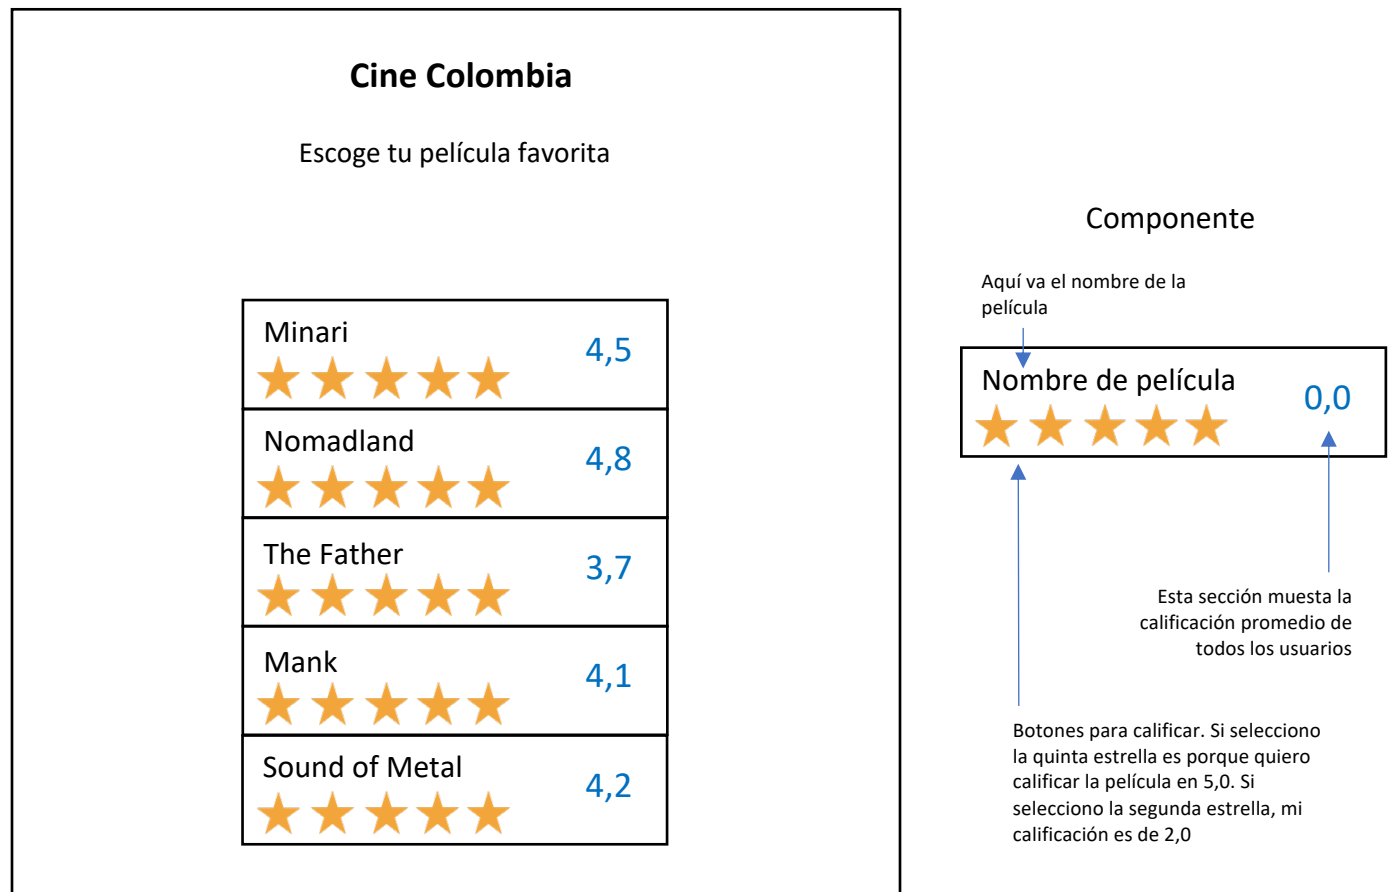 Cine Colombia
Escoge tu película favorita
Minari
4,5
Nomadland
4,8
The Father
3,7
Mank
4,1
Sound of Metal
4,2
Componente
Aquí va el nombre de la
película
Nombre de película
0,0
Esta sección muesta la
calificación promedio de
todos los usuarios
Botones para calificar. Si selecciono
la quinta estrella es porque quiero
calificar la película en 5,0. Si
selecciono la segunda estrella, mi
calificación es de 2,0